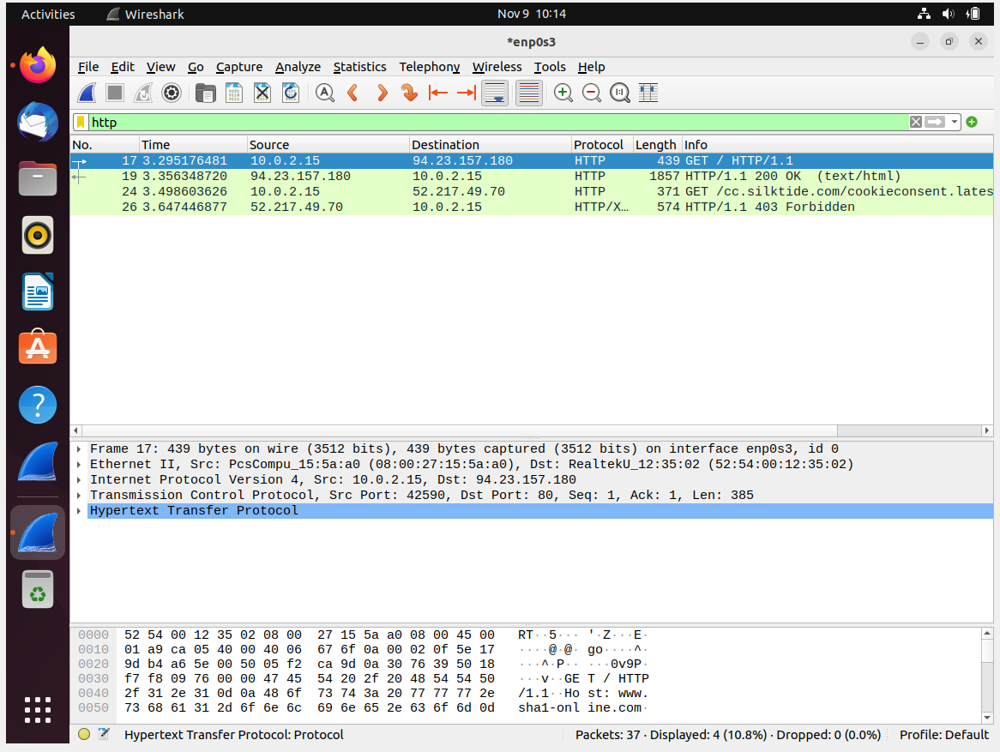 Activities Wireshark Nov 9 10:14
*enp0s3
File Edit View Go Capture Analyze Statistics Telephony Wireless Tools Help
http
No. Time Source Destination Protocol Length Info
17 3.295176481 10.0.2.15 94.23.157.180 HTTP 439 GET / HTTP/1.1
19 3.356348720 94.23.157.180 10.0.2.15 HTTP 1857 HTTP/1.1 200 OK (text/html)
24 3.498603626 10.0.2.15 52.217.49.70 HTTP 371 GET /cc.silktide.com/cookieconsent.lates
26 3.647446877 52.217.49.70 10.0.2.15 HTTP/X… 574 HTTP/1.1 403 Forbidden
Frame 17: 439 bytes on wire (3512 bits), 439 bytes captured (3512 bits) on interface enp0s3, id 0
Ethernet II, Src: PcsCompu_15:5a:a0 (08:00:27:15:5a:a0), Dst: RealtekU_12:35:02 (52:54:00:12:35:02)
Internet Protocol Version 4, Src: 10.0.2.15, Dst: 94.23.157.180
Transmission Control Protocol, Src Port: 42590, Dst Port: 80, Seq: 1, Ack: 1, Len: 385
Hypertext Transfer Protocol
0000 52 54 00 12 35 02 08 00 27 15 5a a0 08 00 45 00 RT··5··· '·Z···E·
0010 01 a9 ca 05 40 00 40 06 67 6f 0a 00 02 0f 5e 17 ····@·@· go····^·
0020 9d b4 a6 5e 00 50 05 f2 ca 9d 0a 30 76 39 50 18 ···^·P·· ···0v9P·
0030 f7 f8 09 76 00 00 47 45 54 20 2f 20 48 54 54 50 ···v··GE T / HTTP
0040 2f 31 2e 31 0d 0a 48 6f 73 74 3a 20 77 77 77 2e /1.1··Ho st: www.
0050 73 68 61 31 2d 6f 6e 6c 69 6e 65 2e 63 6f 6d 0d sha1-onl ine.com·
Hypertext Transfer Protocol: Protocol Packets: 37 · Displayed: 4 (10.8%) · Dropped: 0 (0.0%) Profile: Default